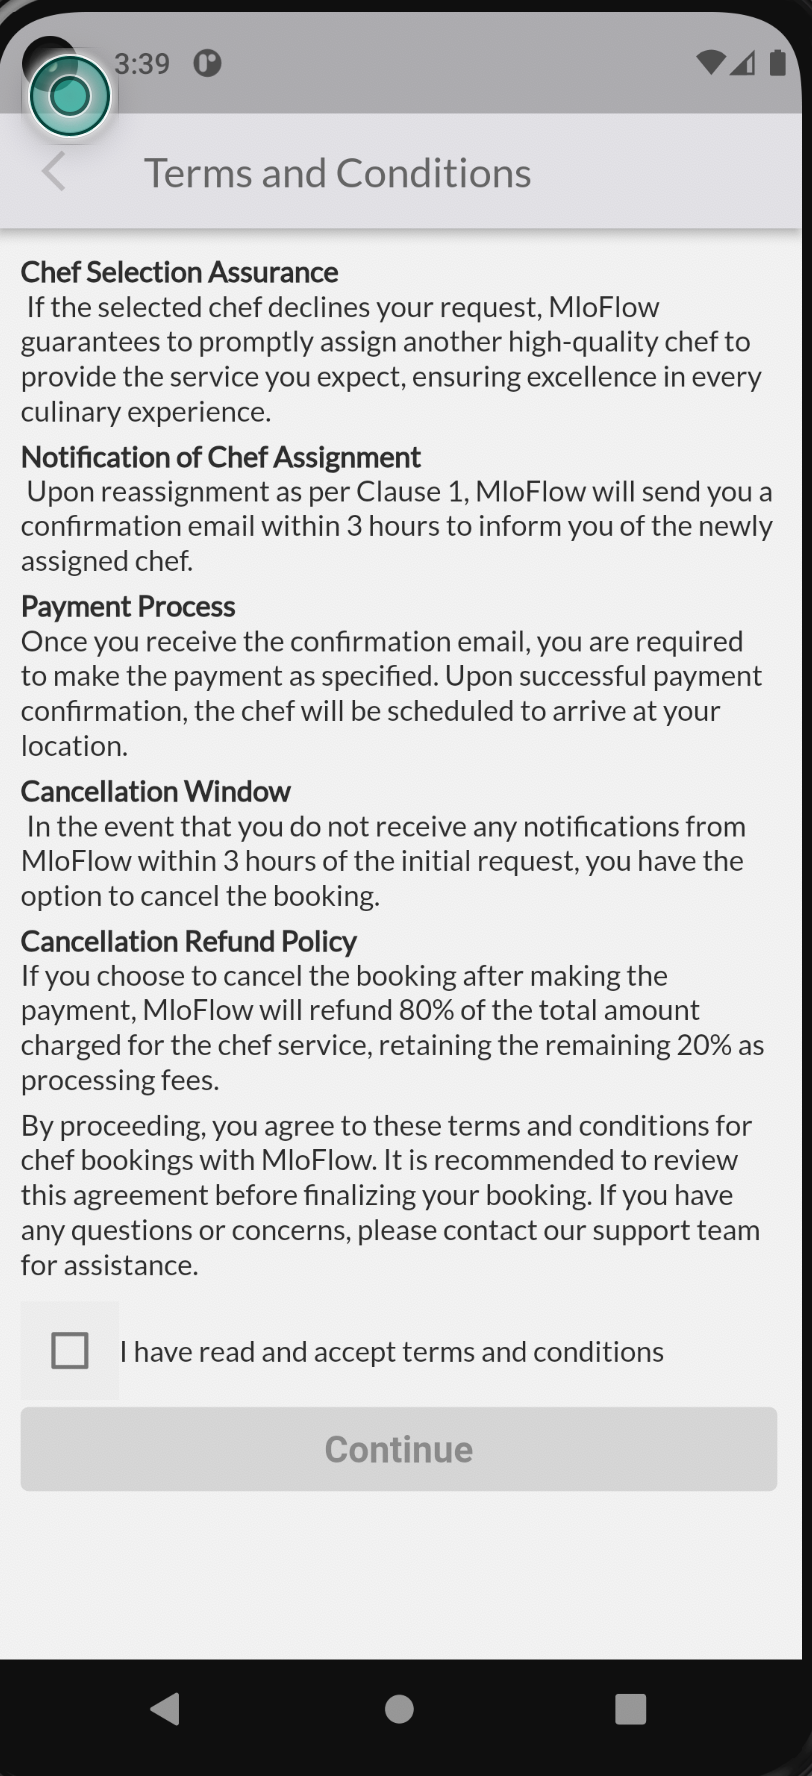 3:39
Terms and Conditions
Chef Selection Assurance
If the selected chef declines your request, MloFlow
guarantees to promptly assign another high-quality chef to
provide the service you expect, ensuring excellence in every
culinary experience.
Notification of Chef Assignment
Upon reassignment as per Clause 1, MloFlow will send you a
confirmation email within 3 hours to inform you of the newly
assigned chef.
Payment Process
Once you receive the confirmation email, you are required
to make the payment as specified. Upon successful payment
confirmation, the chef will be scheduled to arrive at your
location.
Cancellation Window
In the event that you do not receive any notifications from
MloFlow within 3 hours of the initial request, you have the
option to cancel the booking.
Cancellation Refund Policy
If you choose to cancel the booking after making the
payment, MloFlow will refund 80% of the total amount
charged for the chef service, retaining the remaining 20% as
processing fees.
By proceeding, you agree to these terms and conditions for
chef bookings with MloFlow. It is recommended to review
this agreement before finalizing your booking. If you have
any questions or concerns, please contact our support team
for assistance.
I have read and accept terms and conditions
Continue